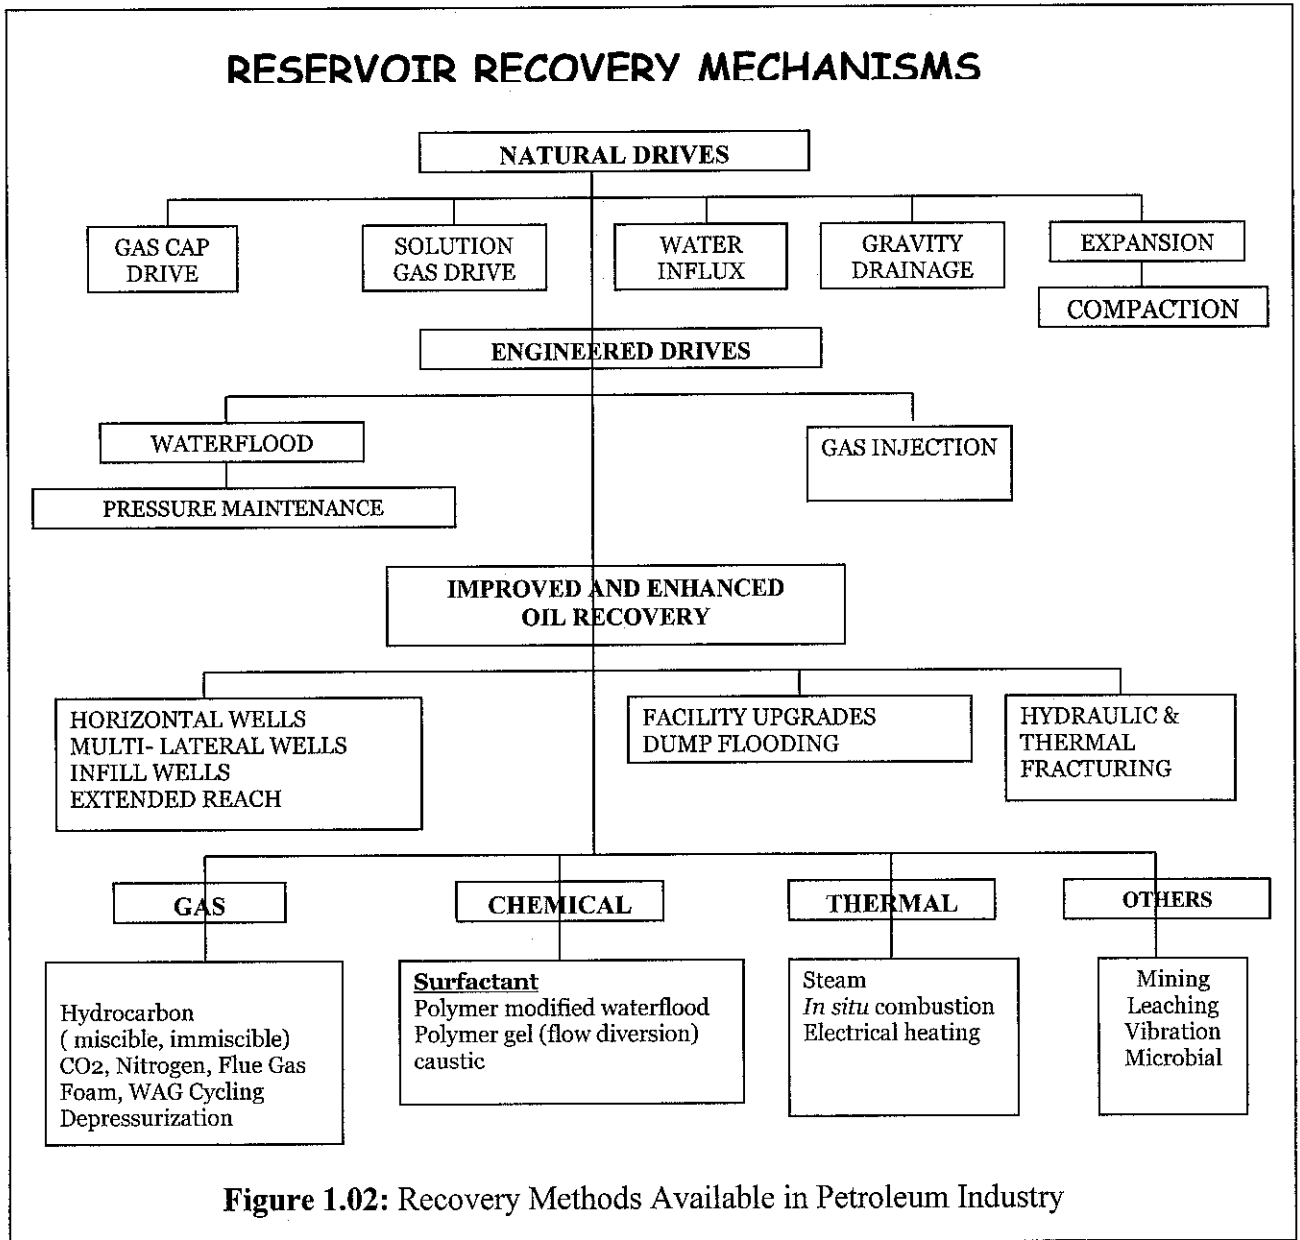 RESERVOIR RECOVERY MECHANISMS
NATURAL DRIVES
GAS CAP
DRIVE
SOLUTION
GAS DRIVE
WATER
INFLUX
GRAVITY
DRAINAGE
EXPANSION
COMPACTION
ENGINEERED DRIVES
WATERFLOOD
PRESSURE MAINTENANCE
GAS INJECTION
IMPROVED AND ENHANCED
OIL RECOVERY
HORIZONTAL WELLS
MULTI- LATERAL WELLS
INFILL WELLS
EXTENDED REACH
FACILITY UPGRADES
DUMP FLOODING
HYDRAULIC &
THERMAL
FRACTURING
GAS
CHEMICAL
THERMAL
OTHERS
Hydrocarbon
( miscible, immiscible)
CO2, Nitrogen, Flue Gas
Foam, WAG Cycling
Depressurization
Surfactant
Polymer modified waterflood
Polymer gel (flow diversion)
caustic
Steam
In situ combustion
Electrical heating
Mining
Leaching
Vibration
Microbial
Figure 1.02: Recovery Methods Available in Petroleum Industry